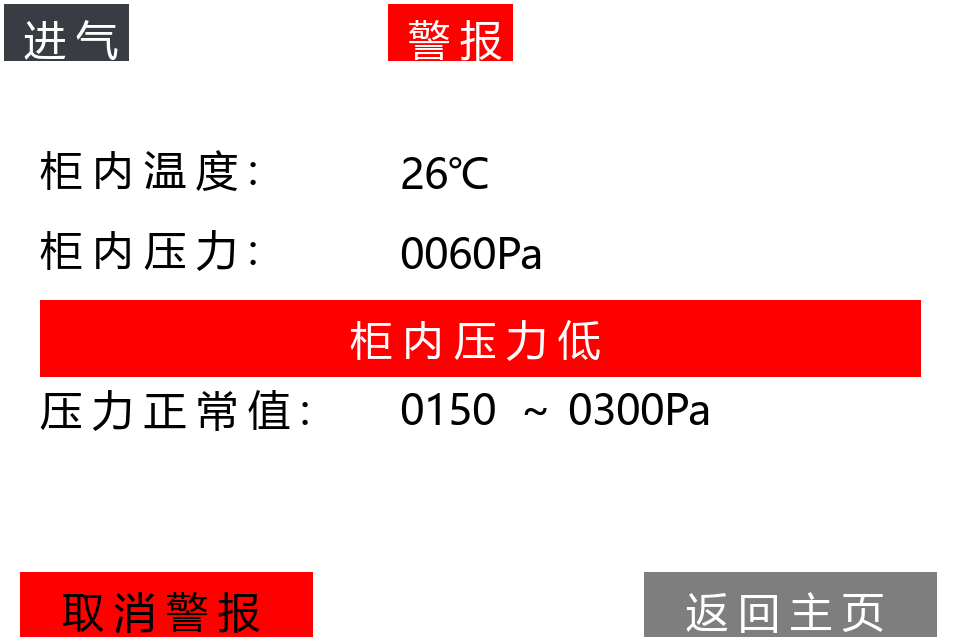 进气 警报
柜内温度: 26℃
柜内压力: 0060Pa
柜内压力低
压力正常值: 0150 ~ 0300Pa
取消警报 返回主页